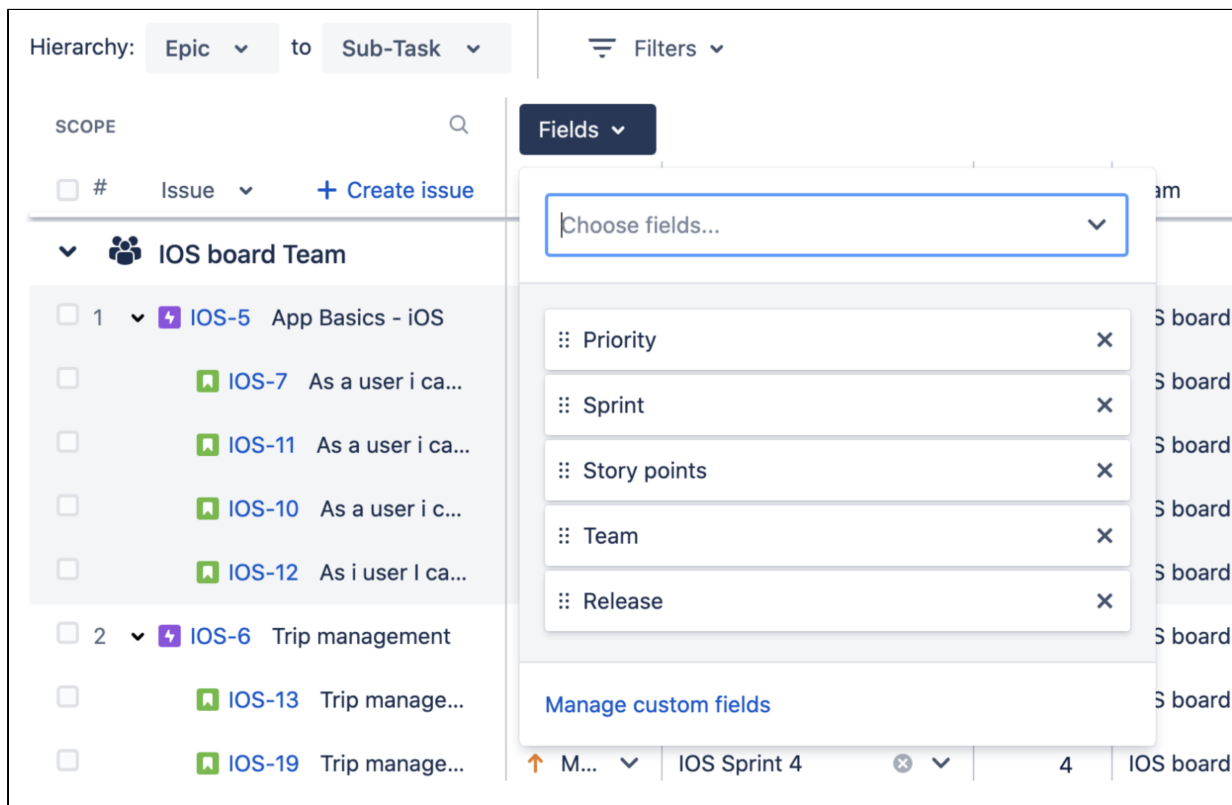 Hierarchy: Epic to Sub-Task Filters
SCOPE
Fields
# Issue + Create issue
am
Choose fields...
IOS board Team
1 IOS-5 App Basics - iOS
S board
Priority
IOS-7 As a user i ca...
S board
Sprint
IOS-11 As a user i ca...
S board
Story points
IOS-10 As a user i c...
S board
Team
IOS-12 As i user I ca...
S board
Release
2 IOS-6 Trip management
S board
IOS-13 Trip manage...
S board
Manage custom fields
IOS-19 Trip manage... M... IOS Sprint 4 4 IOS board